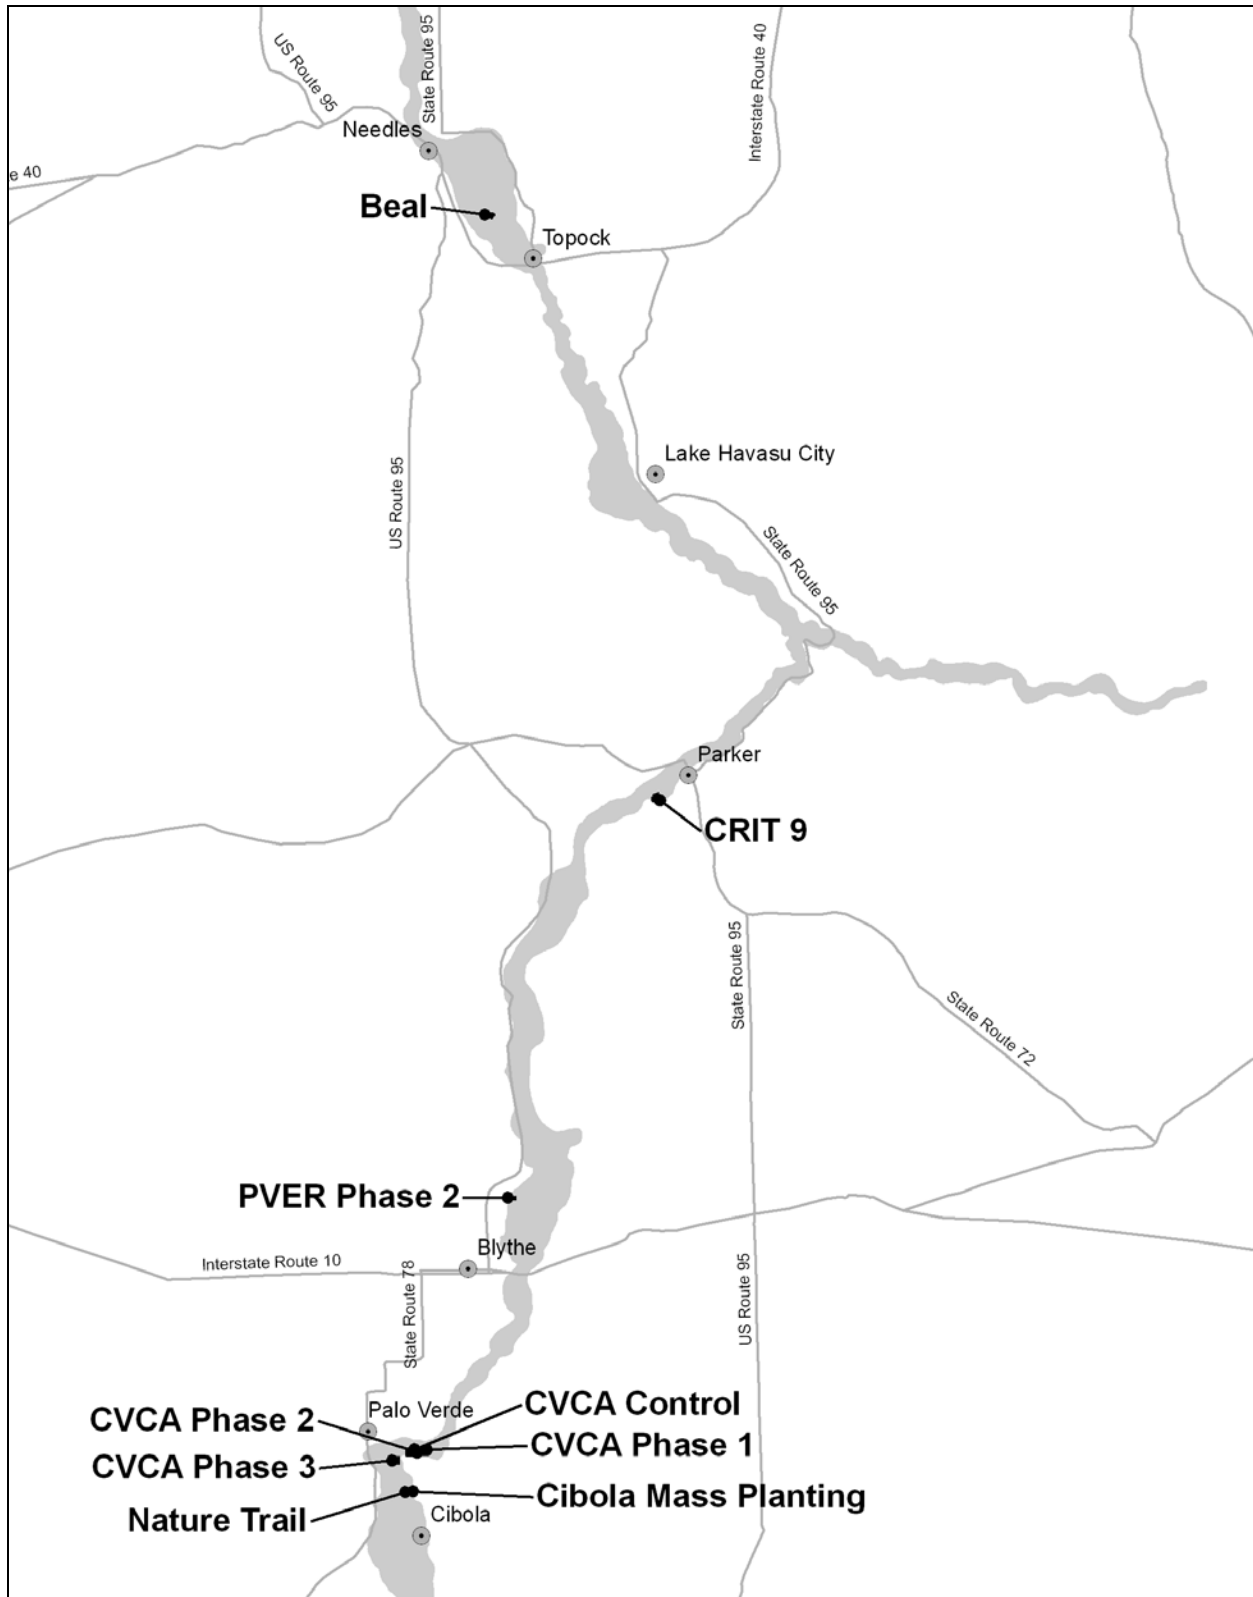 US Route 95
State Route 95
Interstate Route 40
Needles
e 40
Beal
Topock
Lake Havasu City
US Route 95
State Route 95
Parker
CRIT 9
State Route 95
State Route 72
PVER Phase 2
Blythe
Interstate Route 10
State Route 78
US Route 95
CVCA Control
Palo Verde
CVCA Phase 2
CVCA Phase 1
CVCA Phase 3
Cibola Mass Planting
Nature Trail
Cibola